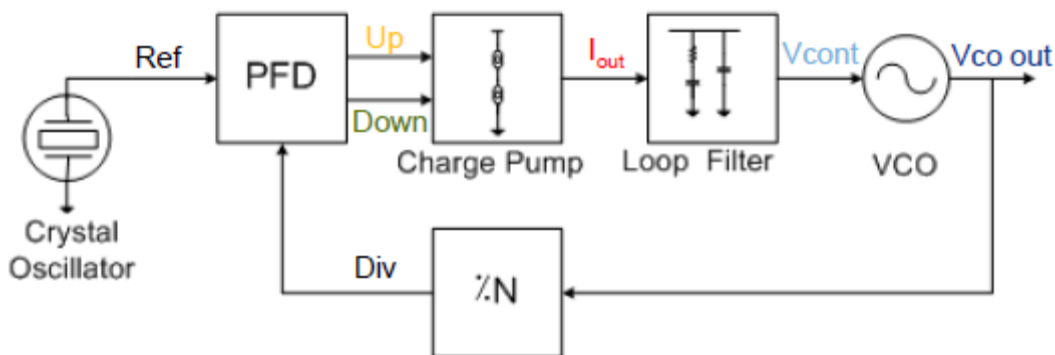 Ref
PFD
Up
Down
Charge Pump
Iout
Loop Filter
Vcont
VCO
Vco out
Crystal
Oscillator
Div
٪N